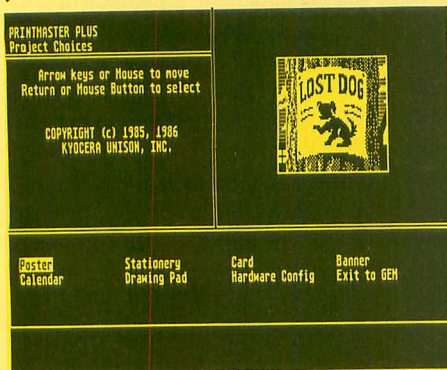 PRINTMASTER PLUS
Project Choices
Arrow keys or Mouse to move
Return or Mouse Button to select
COPYRIGHT (c) 1985, 1986
KYOCERA UNISON, INC.
LOST DOG
Poster Stationery Card Banner
Calendar Drawing Pad Hardware Config Exit to GEM